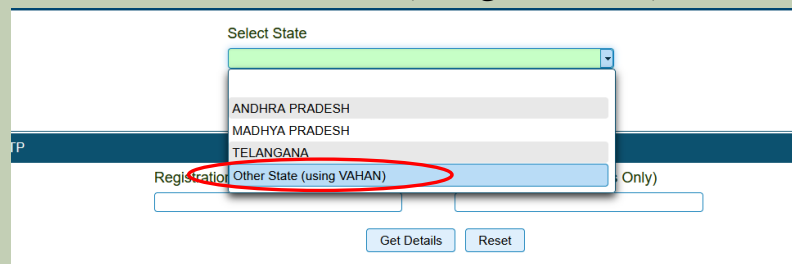 Select State
ANDHRA PRADESH
MADHYA PRADESH
TELANGANA
TP
Other State (using VAHAN)
Registration
Only)
Get Details Reset